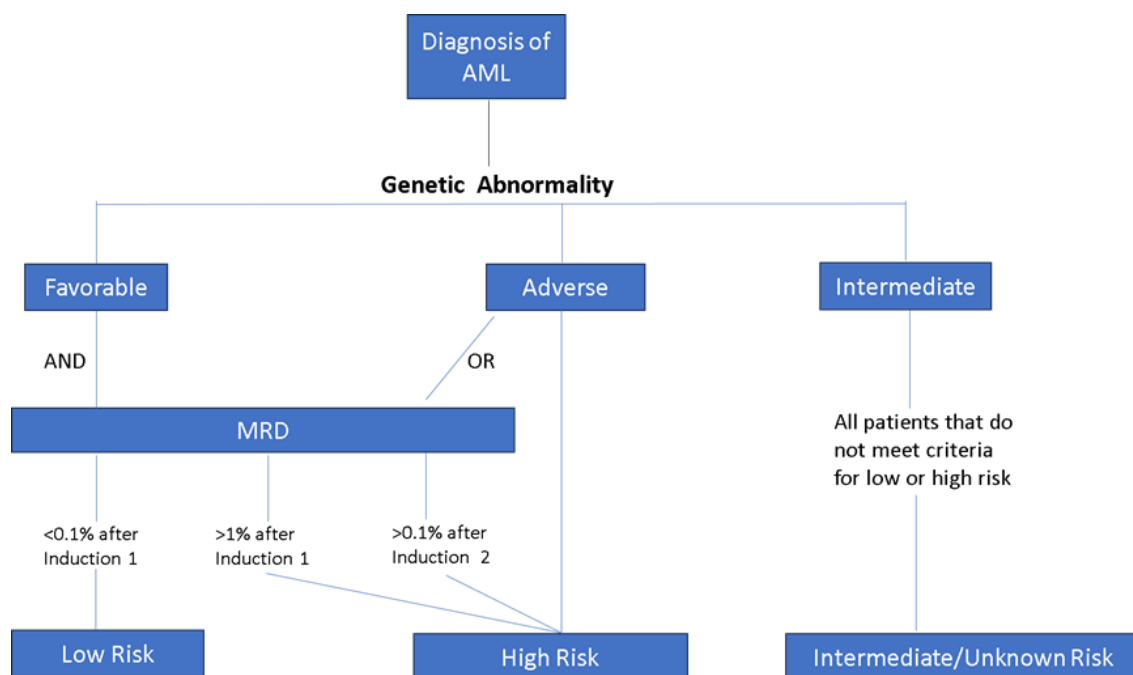 Diagnosis of
AML
Genetic Abnormality
Favorable
Adverse
Intermediate
AND
OR
MRD
All patients that do
not meet criteria
for low or high risk
<0.1% after
Induction 1
>1% after
Induction 1
>0.1% after
Induction 2
Low Risk
High Risk
Intermediate/Unknown Risk